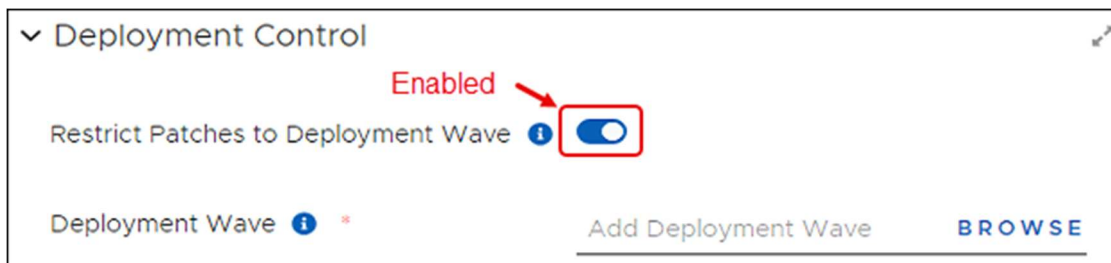 Deployment Control
Enabled
Restrict Patches to Deployment Wave
Deployment Wave * Add Deployment Wave BROWSE